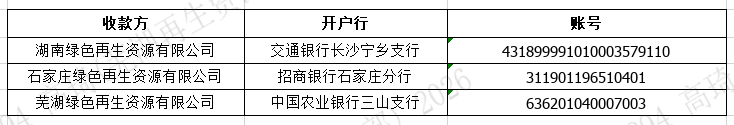 收款方 开户行 账号
湖南绿色再生资源有限公司 交通银行长沙宁乡支行 431899991010003579110
石家庄绿色再生资源有限公司 招商银行石家庄分行 311901196510401
芜湖绿色再生资源有限公司 中国农业银行三山支行 636201040007003